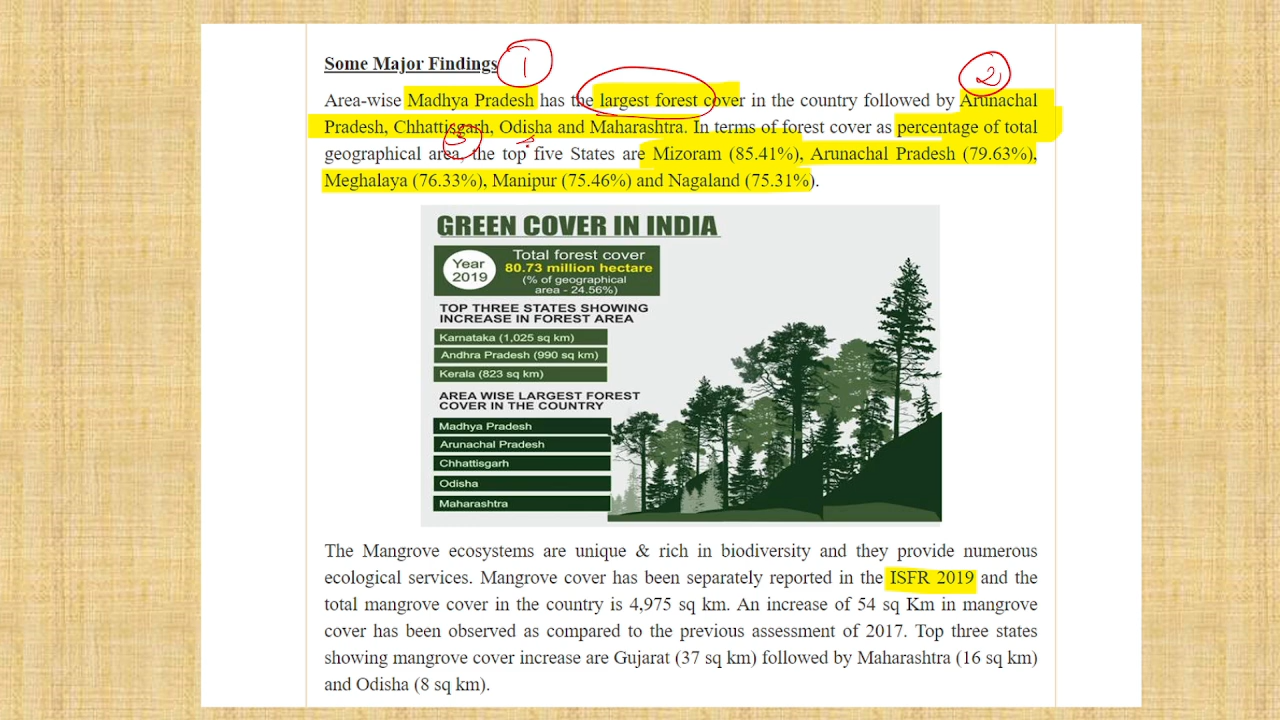 Some Major Findings
1
2
Area-wise Madhya Pradesh has the largest forest cover in the country followed by Arunachal
Pradesh, Chhattisgarh, Odisha and Maharashtra. In terms of forest cover as percentage of total
3
geographical area, the top five States are Mizoram (85.41%), Arunachal Pradesh (79.63%),
Meghalaya (76.33%), Manipur (75.46%) and Nagaland (75.31%).
GREEN COVER IN INDIA
Year
2019
Total forest cover
80.73 million hectare
(% of geographical
area - 24.56%)
TOP THREE STATES SHOWING
INCREASE IN FOREST AREA
Karnataka (1,025 sq km)
Andhra Pradesh (990 sq km)
Kerala (823 sq km)
AREA WISE LARGEST FOREST
COVER IN THE COUNTRY
Madhya Pradesh
Arunachal Pradesh
Chhattisgarh
Odisha
Maharashtra
The Mangrove ecosystems are unique & rich in biodiversity and they provide numerous
ecological services. Mangrove cover has been separately reported in the ISFR 2019 and the
total mangrove cover in the country is 4,975 sq km. An increase of 54 sq Km in mangrove
cover has been observed as compared to the previous assessment of 2017. Top three states
showing mangrove cover increase are Gujarat (37 sq km) followed by Maharashtra (16 sq km)
and Odisha (8 sq km).